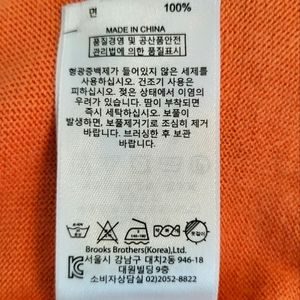 면 100%
MADE IN CHINA
품질경영 및 공산품안전
관리법에 의한 품질표시
형광증백제가 들어있지 않은 세제를
사용하십시오. 건조기 사용은
피하십시오. 젖은 상태에서 이염의
우려가 있습니다. 땀이 부착되면
즉시 세탁하십시오. 보풀이
발생하면, 보풀제거기로 조심히 제거
바랍니다. 브러싱한 후 보관
바랍니다.
Brooks Brothers(Korea),Ltd.
서울시 강남구 대치2동 946-18
대원빌딩 9층
소비자상담실 02)2052-8822